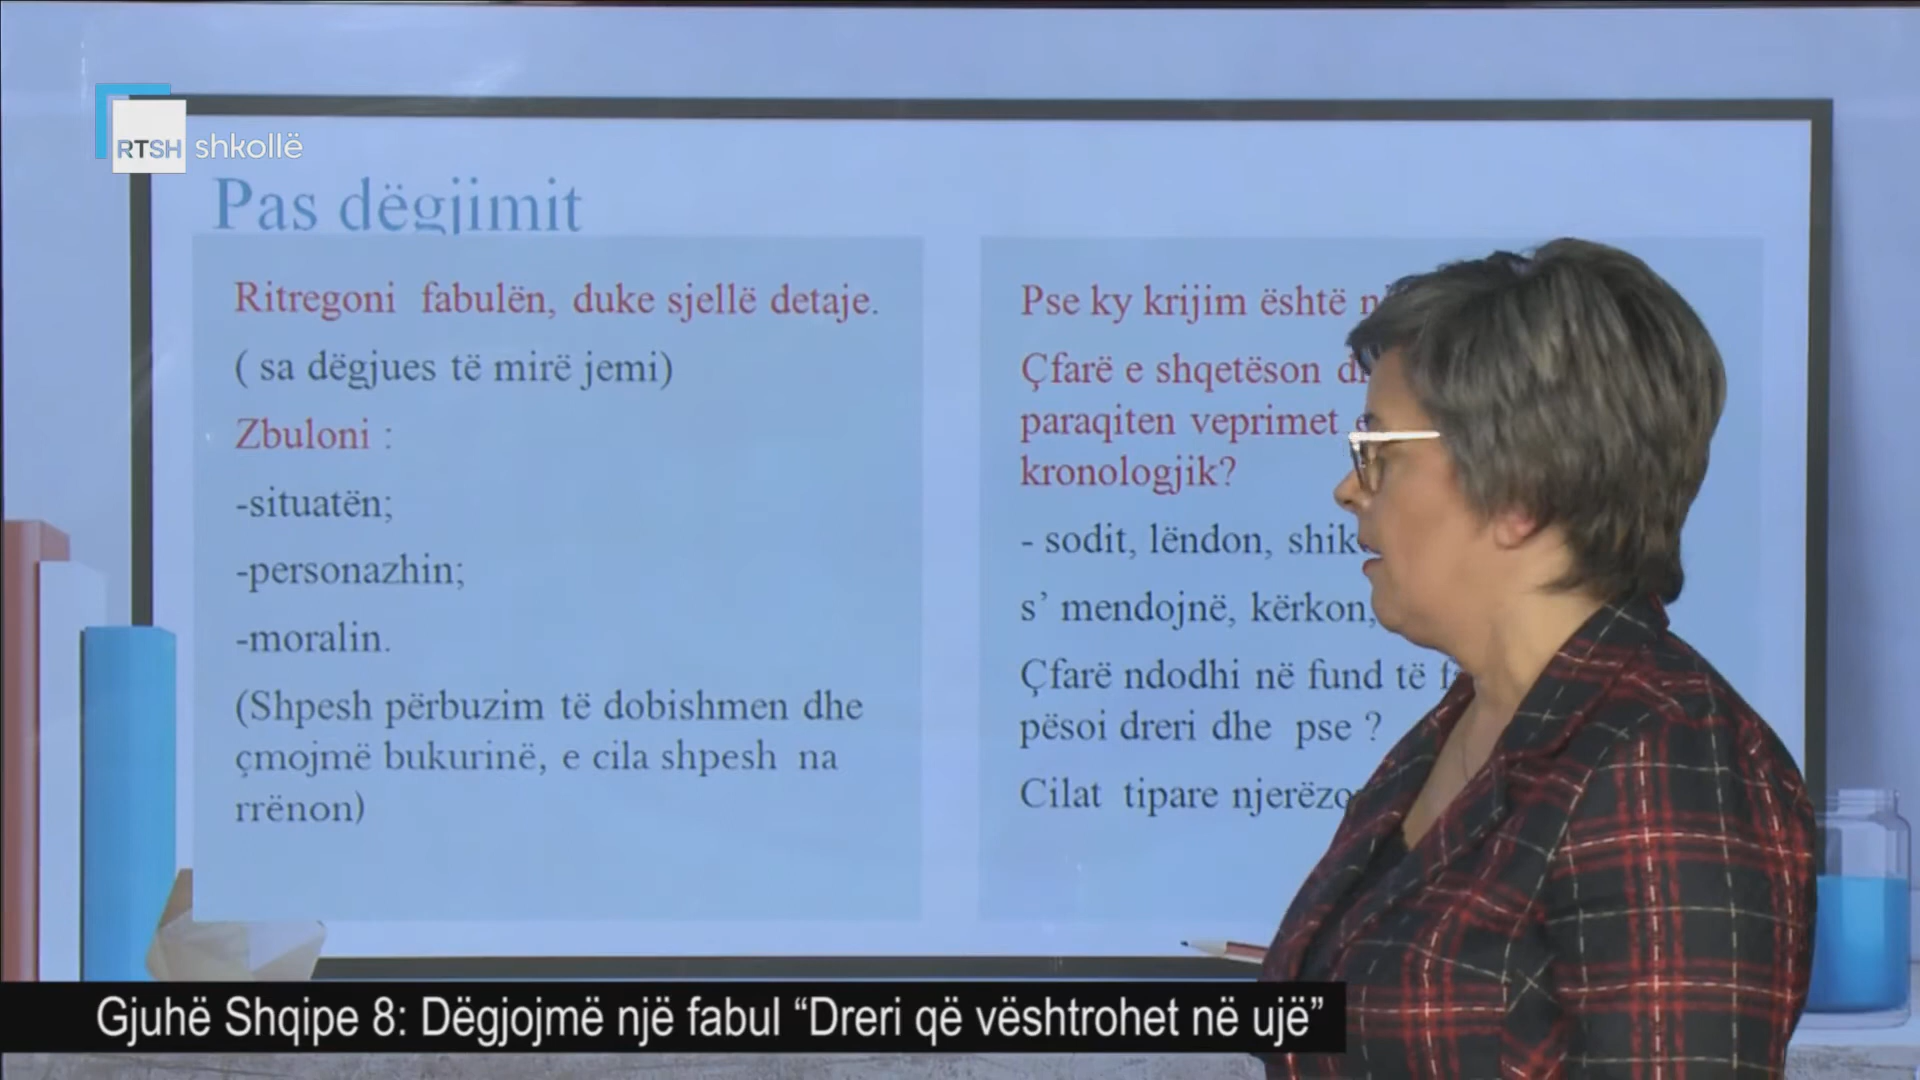 RTSH shkollë
Pas dëgjimit
Ritregoni fabulën, duke sjellë detaje.
( sa dëgjues të mirë jemi)
Zbuloni :
-situatën;
-personazhin;
-moralin.
(Shpesh përbuzim të dobishmen dhe
çmojmë bukurinë, e cila shpesh na
rrënon)
Pse ky krijim është
Çfarë e shqetëson
paraqiten veprimet
kronologjik?
- sodit, lëndon,
s’ mendojnë, kërkon,
Çfarë ndodhi në fund të
pësoi dreri dhe pse ?
Cilat tipare
Gjuhë Shqipe 8: Dëgjojmë një fabul “Dreri që vështrohet në ujë”